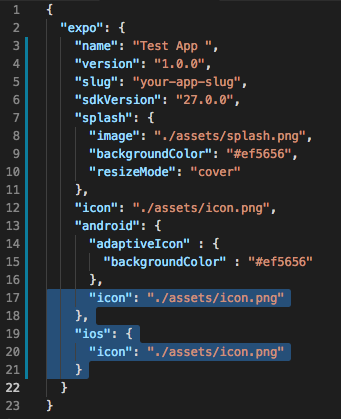 1 {
2   "expo": {
3     "name": "Test App ",
4     "version": "1.0.0",
5     "slug": "your-app-slug",
6     "sdkVersion": "27.0.0",
7     "splash": {
8       "image": "./assets/splash.png",
9       "backgroundColor": "#ef5656",
10       "resizeMode": "cover"
11     },
12     "icon": "./assets/icon.png",
13     "android": {
14       "adaptiveIcon" : {
15         "backgroundColor" : "#ef5656"
16       },
17       "icon": "./assets/icon.png"
18     },
19     "ios": {
20       "icon": "./assets/icon.png"
21     }
22   }
23 }